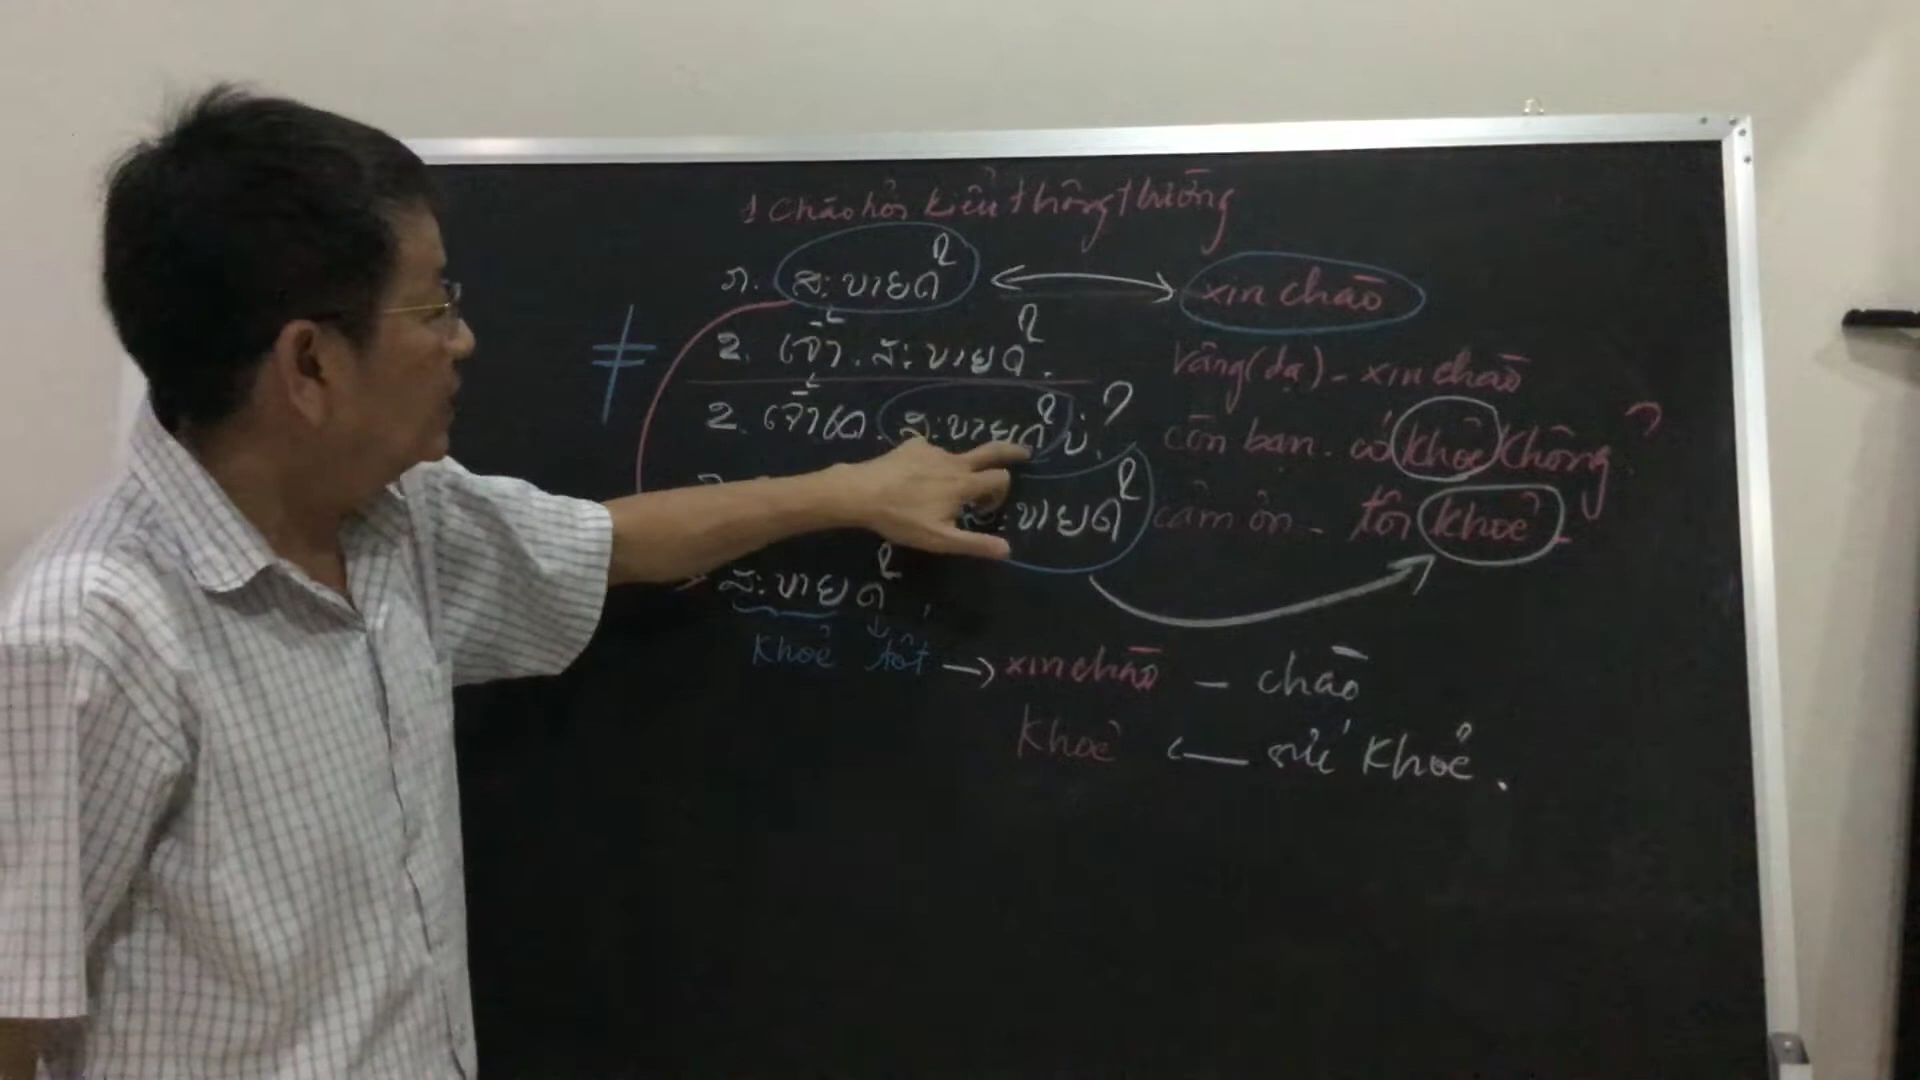 1 Chào hỏi kiểu thông thường
ກ. ສະບາຍດີ ⟷ xin chào
2. ເຈົ້າ. ສະບາຍດີ. Vâng (dạ) - xin chào
2. ເຈົ້າເດ. ສະບາຍດີບໍ່? còn bạn. có khoẻ không?
ສະບາຍດີ cảm ơn - tôi khoẻ -
ສະບາຍດີ,
khoẻ tốt → xin chào - chào
Khoẻ ← sức khoẻ.